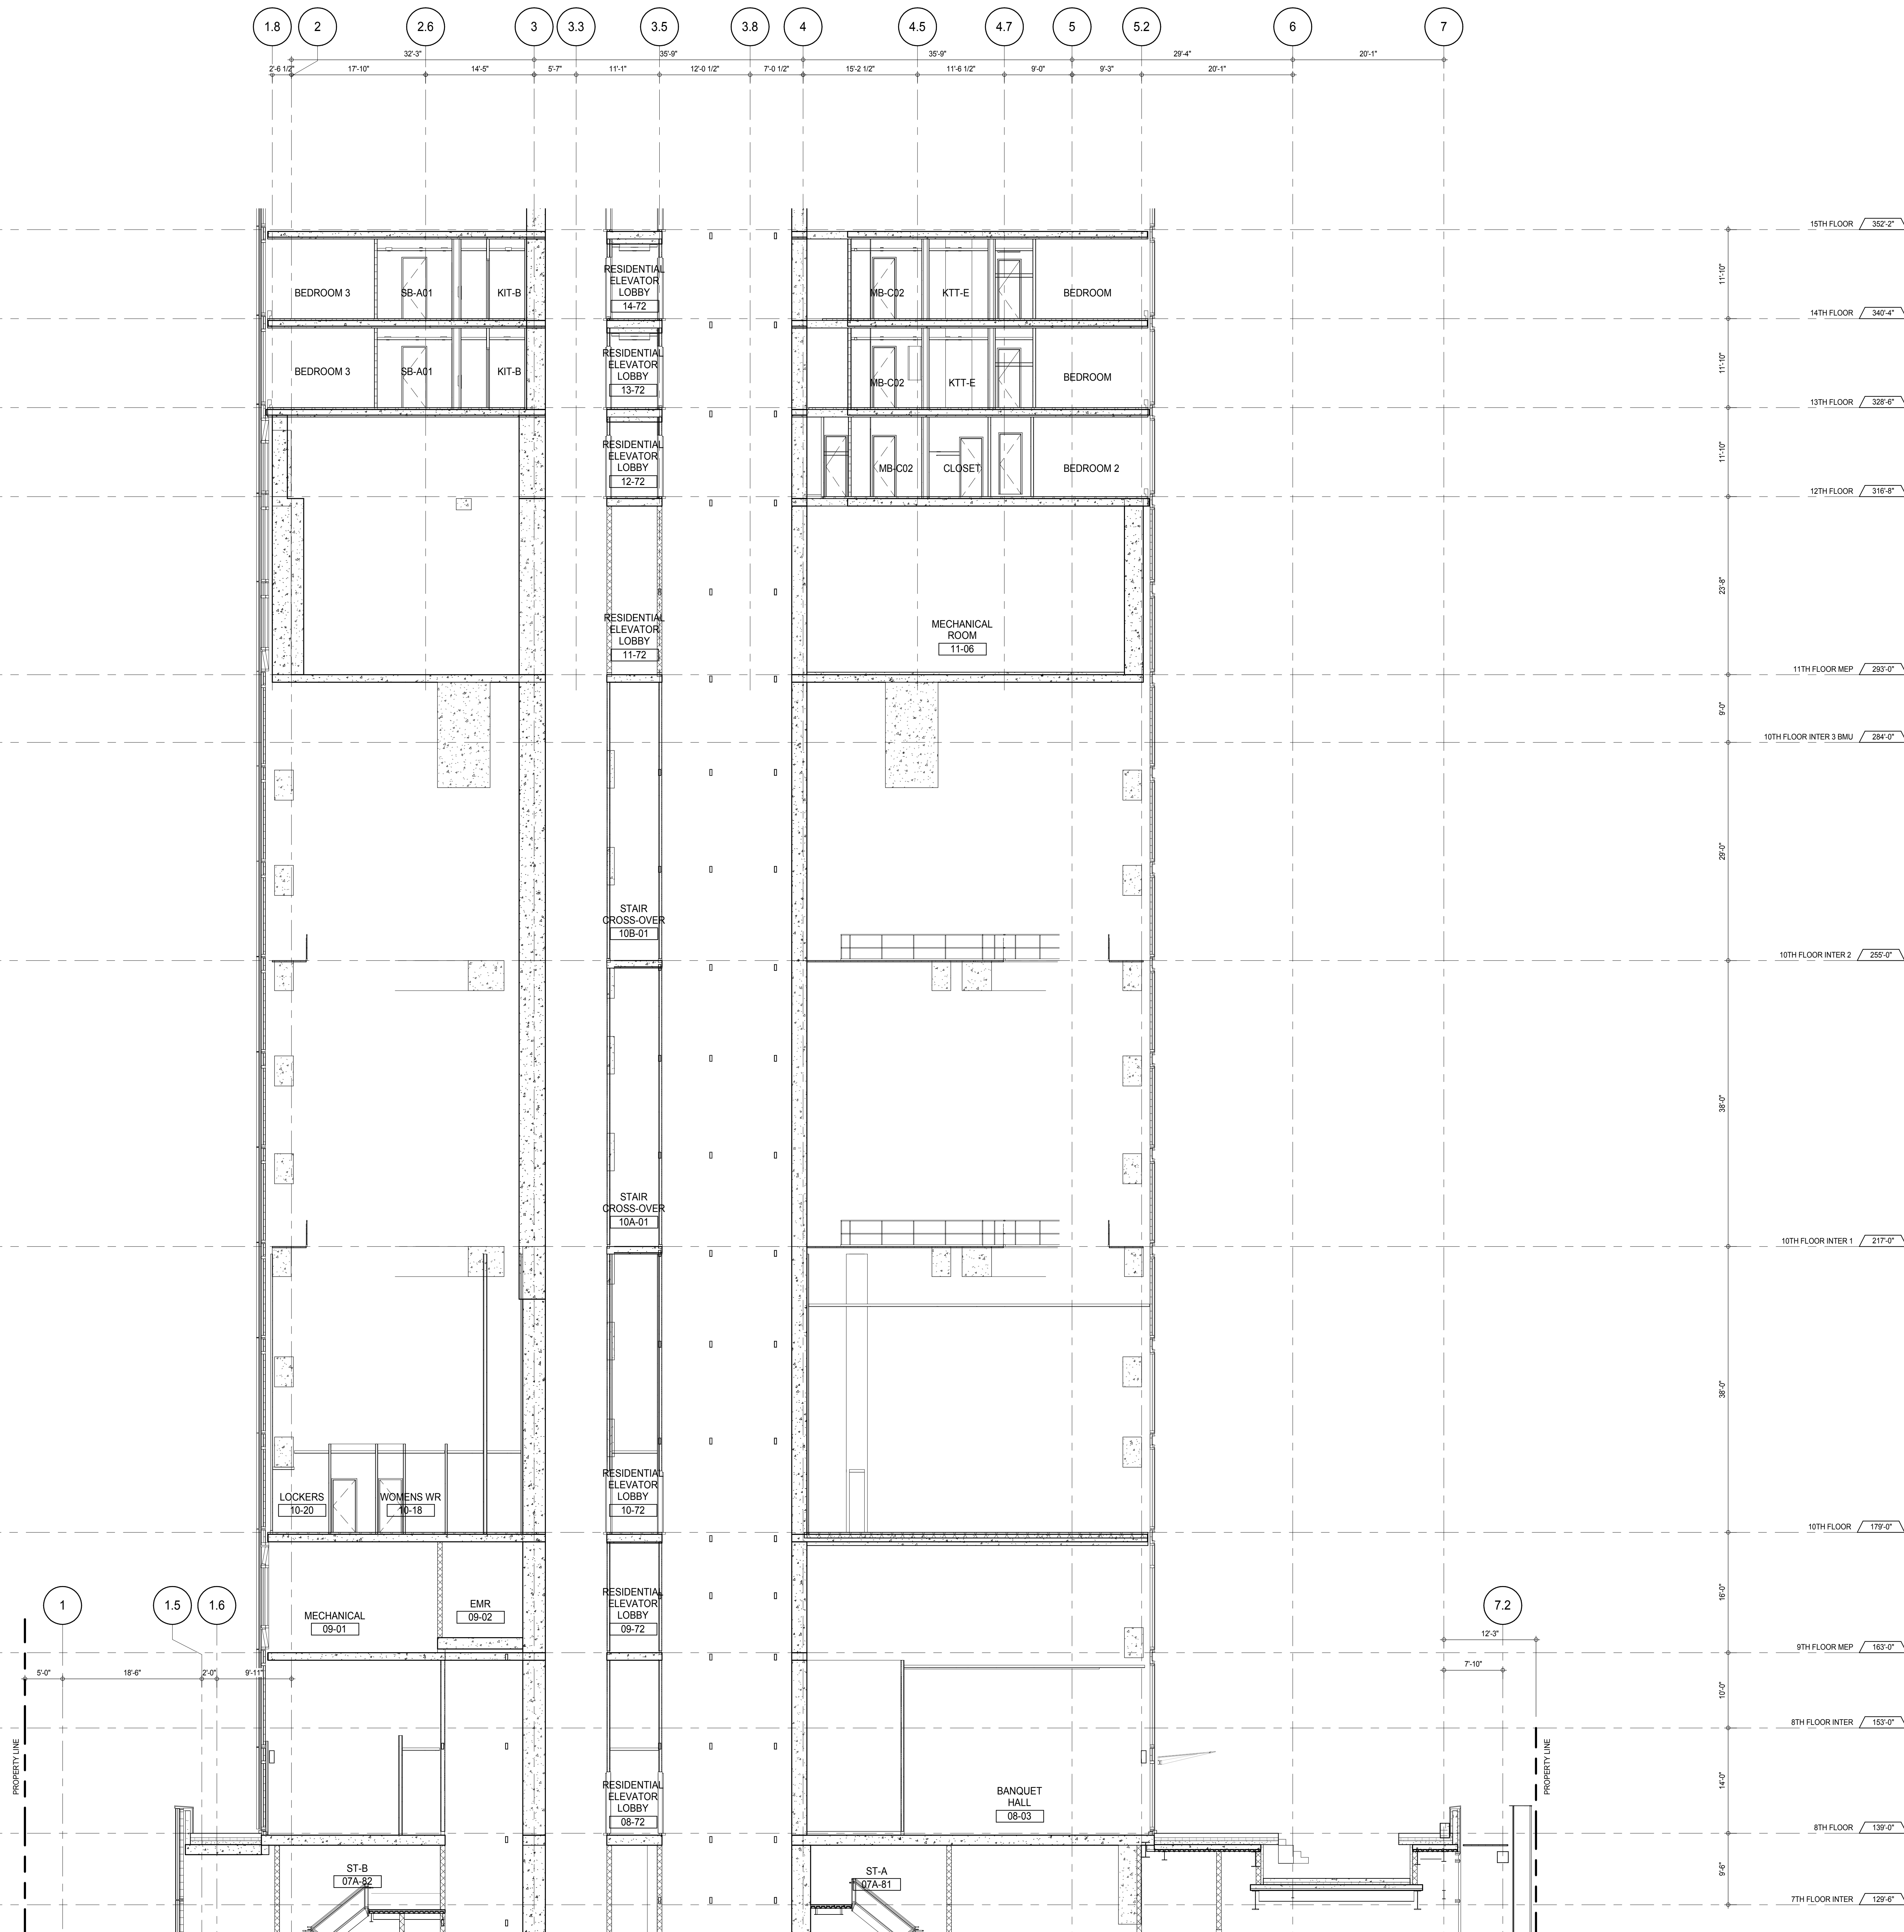 1.8 2 2.6 3 3.3 3.5 3.8 4 4.5 4.7 5 5.2 6 7
32'-3" 35'-9" 35'-9" 29'-4" 20'-1"
2'-6 1/2" 17'-10" 14'-5" 5'-7" 11'-1" 12'-0 1/2" 7'-0 1/2" 15'-2 1/2" 11'-6 1/2" 9'-0" 9'-3" 20'-1"
15TH FLOOR 352'-2"
11'-10"
RESIDENTIAL
ELEVATOR
LOBBY
14-72
BEDROOM 3 SB-A01 KIT-B MB-C02 KTT-E BEDROOM
14TH FLOOR 340'-4"
11'-10"
RESIDENTIAL
ELEVATOR
LOBBY
13-72
BEDROOM 3 SB-A01 KIT-B MB-C02 KTT-E BEDROOM
13TH FLOOR 328'-6"
11'-10"
RESIDENTIAL
ELEVATOR
LOBBY
12-72
MB-C02 CLOSET BEDROOM 2
12TH FLOOR 316'-8"
23'-8"
RESIDENTIAL
ELEVATOR
LOBBY
11-72
MECHANICAL
ROOM
11-06
11TH FLOOR MEP 293'-0"
9'-0"
10TH FLOOR INTER 3 BMU 284'-0"
29'-0"
STAIR
CROSS-OVER
10B-01
10TH FLOOR INTER 2 255'-0"
38'-0"
STAIR
CROSS-OVER
10A-01
10TH FLOOR INTER 1 217'-0"
38'-0"
LOCKERS
10-20
WOMENS WR
10-18
RESIDENTIAL
ELEVATOR
LOBBY
10-72
10TH FLOOR 179'-0"
16'-0"
1 1.5 1.6 7.2
MECHANICAL
09-01
EMR
09-02
RESIDENTIAL
ELEVATOR
LOBBY
09-72
12'-3"
9TH FLOOR MEP 163'-0"
5'-0" 18'-6" 2'-0" 9'-11" 7'-10"
10'-0"
8TH FLOOR INTER 153'-0"
PROPERTY LINE
PROPERTY LINE
14'-0"
RESIDENTIAL
ELEVATOR
LOBBY
08-72
BANQUET
HALL
08-03
8TH FLOOR 139'-0"
9'-6"
ST-B
07A-82
ST-A
07A-81
7TH FLOOR INTER 129'-6"